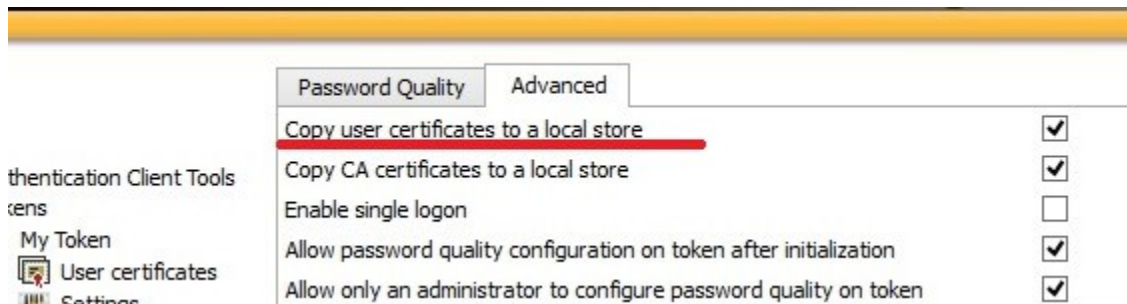 Password Quality
Advanced
Copy user certificates to a local store
Copy CA certificates to a local store
Enable single logon
Allow password quality configuration on token after initialization
Allow only an administrator to configure password quality on token
thentication Client Tools
kens
My Token
User certificates
Settings